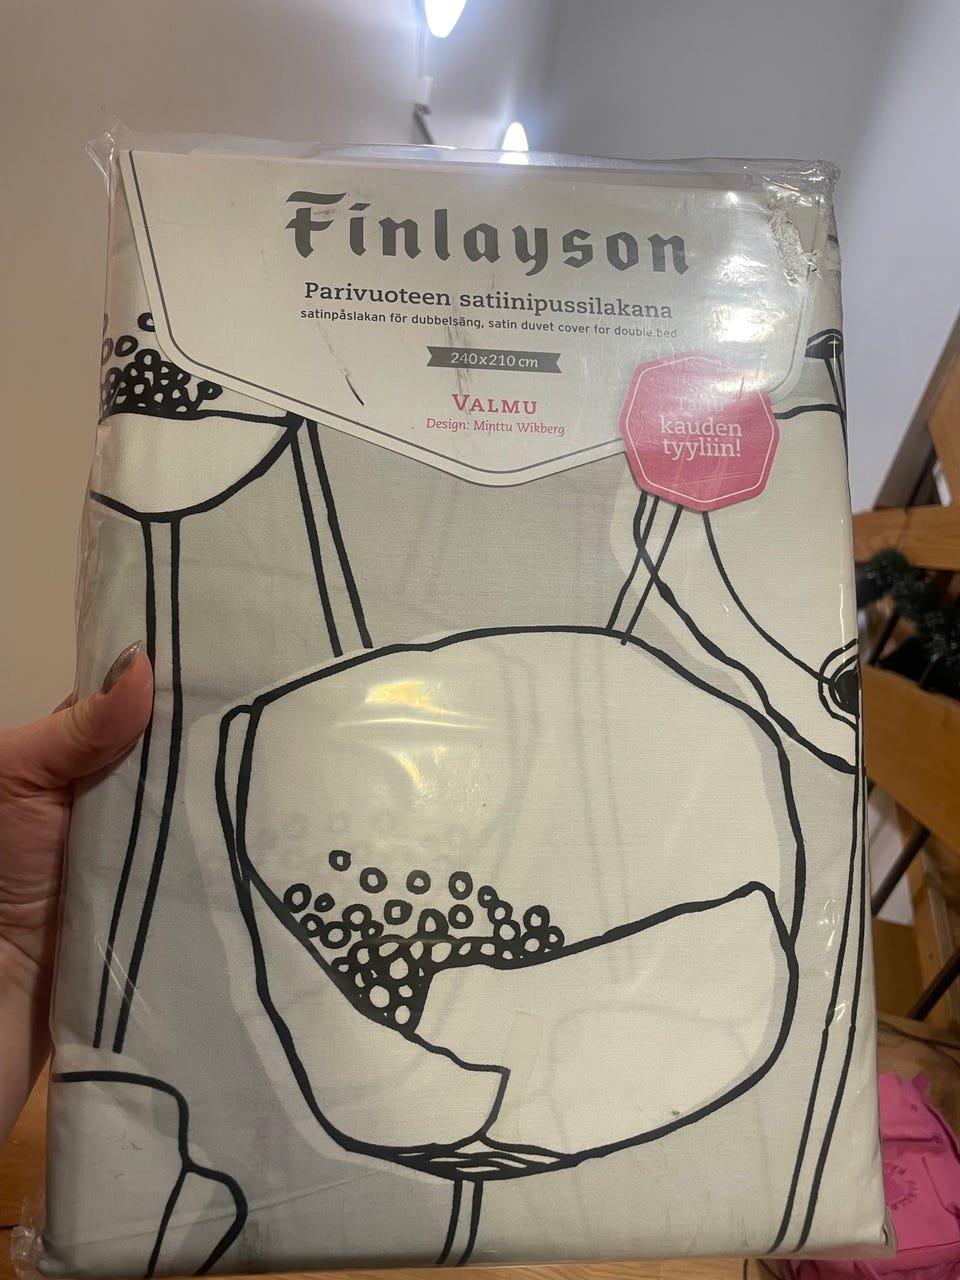 Finlayson
Parivuoteen satiinipussilakana
satinpåslakan för dubbelsäng, satin duvet cover for double bed
240x210 cm
VALMU
Design: Minttu Wikberg
kauden
tyyliin!